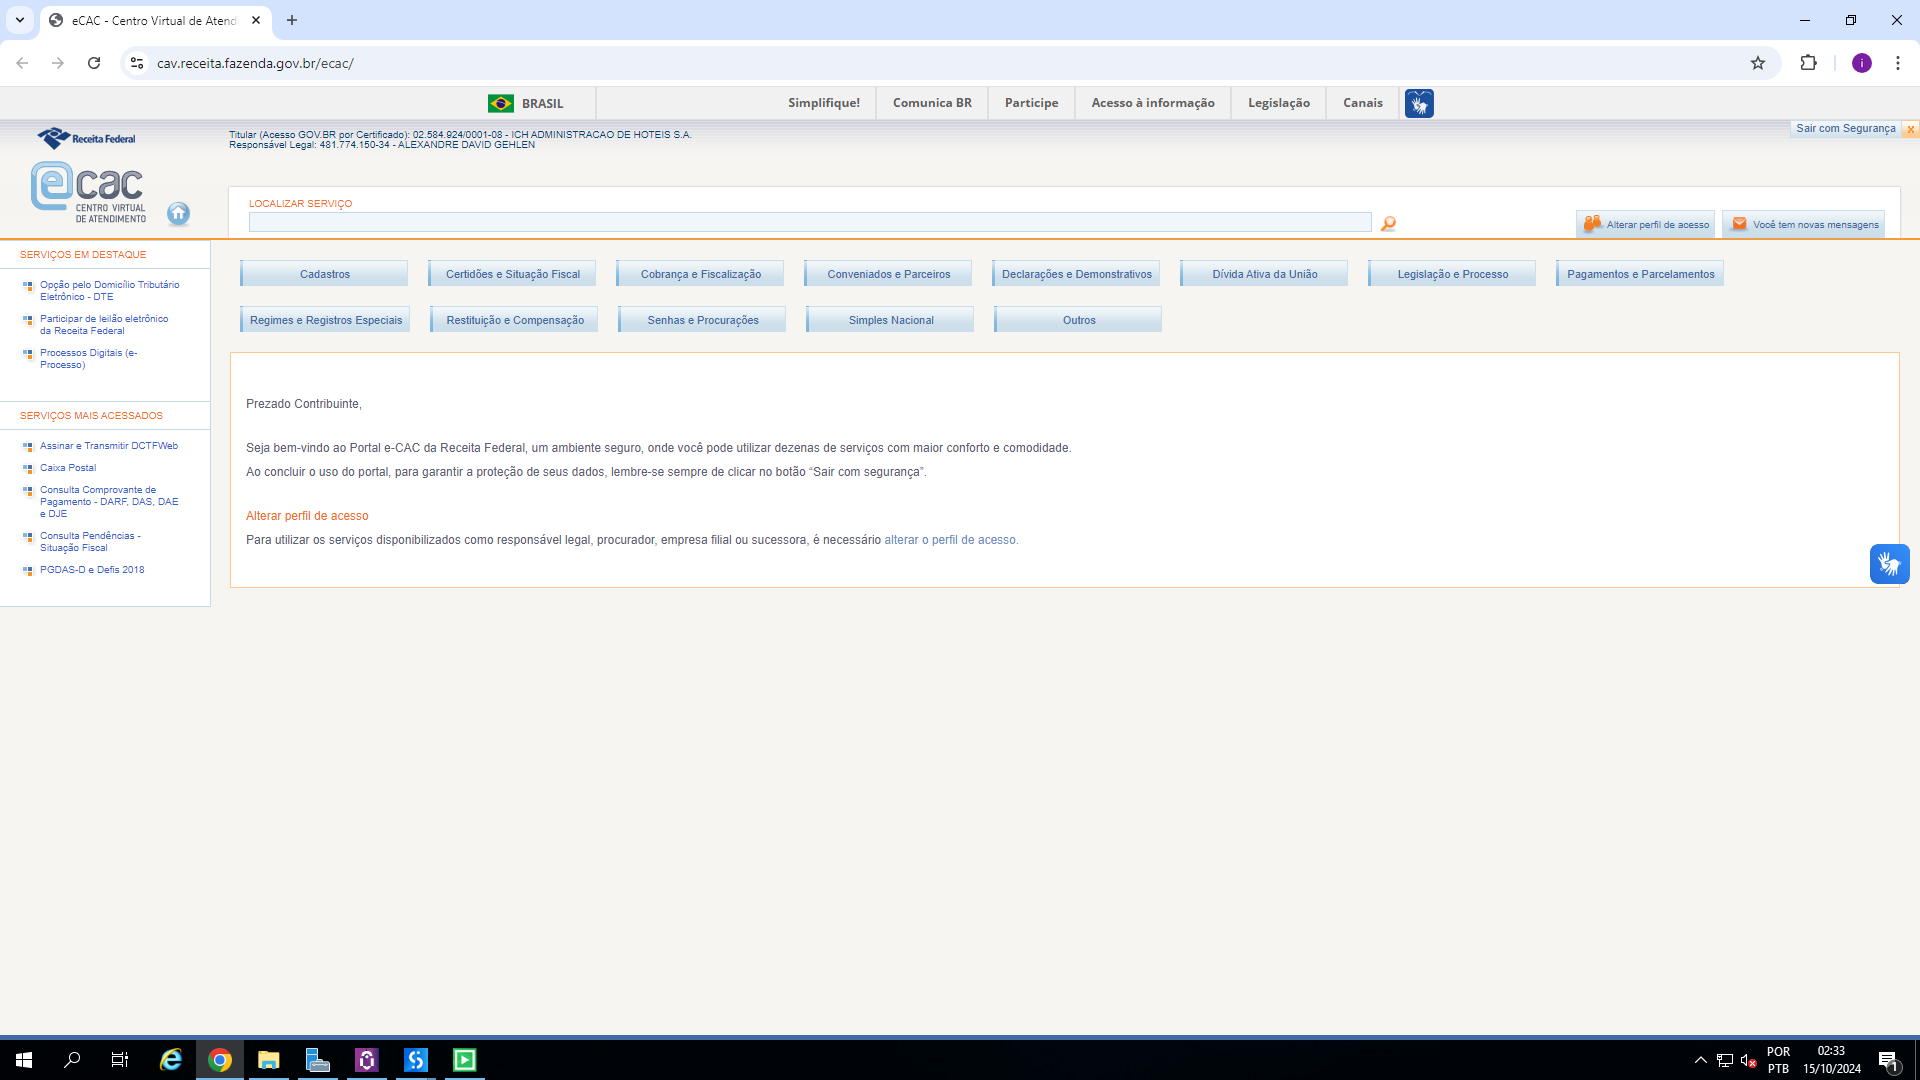 eCAC - Centro Virtual de Atend
cav.receita.fazenda.gov.br/ecac/
i
BRASIL
Simplifique!
Comunica BR
Participe
Acesso à informação
Legislação
Canais
Receita Federal
Titular (Acesso GOV.BR por Certificado): 02.584.924/0001-08 - ICH ADMINISTRACAO DE HOTEIS S.A.
Responsável Legal: 481.774.150-34 - ALEXANDRE DAVID GEHLEN
Sair com Segurança
x
ecac
CENTRO VIRTUAL
DE ATENDIMENTO
LOCALIZAR SERVIÇO
Alterar perfil de acesso
Você tem novas mensagens
SERVIÇOS EM DESTAQUE
Opção pelo Domicílio Tributário
Eletrônico - DTE
Participar de leilão eletrônico
da Receita Federal
Processos Digitais (e-
Processo)
SERVIÇOS MAIS ACESSADOS
Assinar e Transmitir DCTFWeb
Caixa Postal
Consulta Comprovante de
Pagamento - DARF, DAS, DAE
e DJE
Consulta Pendências -
Situação Fiscal
PGDAS-D e Defis 2018
Cadastros
Certidões e Situação Fiscal
Cobrança e Fiscalização
Conveniados e Parceiros
Declarações e Demonstrativos
Dívida Ativa da União
Legislação e Processo
Pagamentos e Parcelamentos
Regimes e Registros Especiais
Restituição e Compensação
Senhas e Procurações
Simples Nacional
Outros
Prezado Contribuinte,
Seja bem-vindo ao Portal e-CAC da Receita Federal, um ambiente seguro, onde você pode utilizar dezenas de serviços com maior conforto e comodidade.
Ao concluir o uso do portal, para garantir a proteção de seus dados, lembre-se sempre de clicar no botão “Sair com segurança”.
Alterar perfil de acesso
Para utilizar os serviços disponibilizados como responsável legal, procurador, empresa filial ou sucessora, é necessário alterar o perfil de acesso.
POR
PTB
02:33
15/10/2024
1